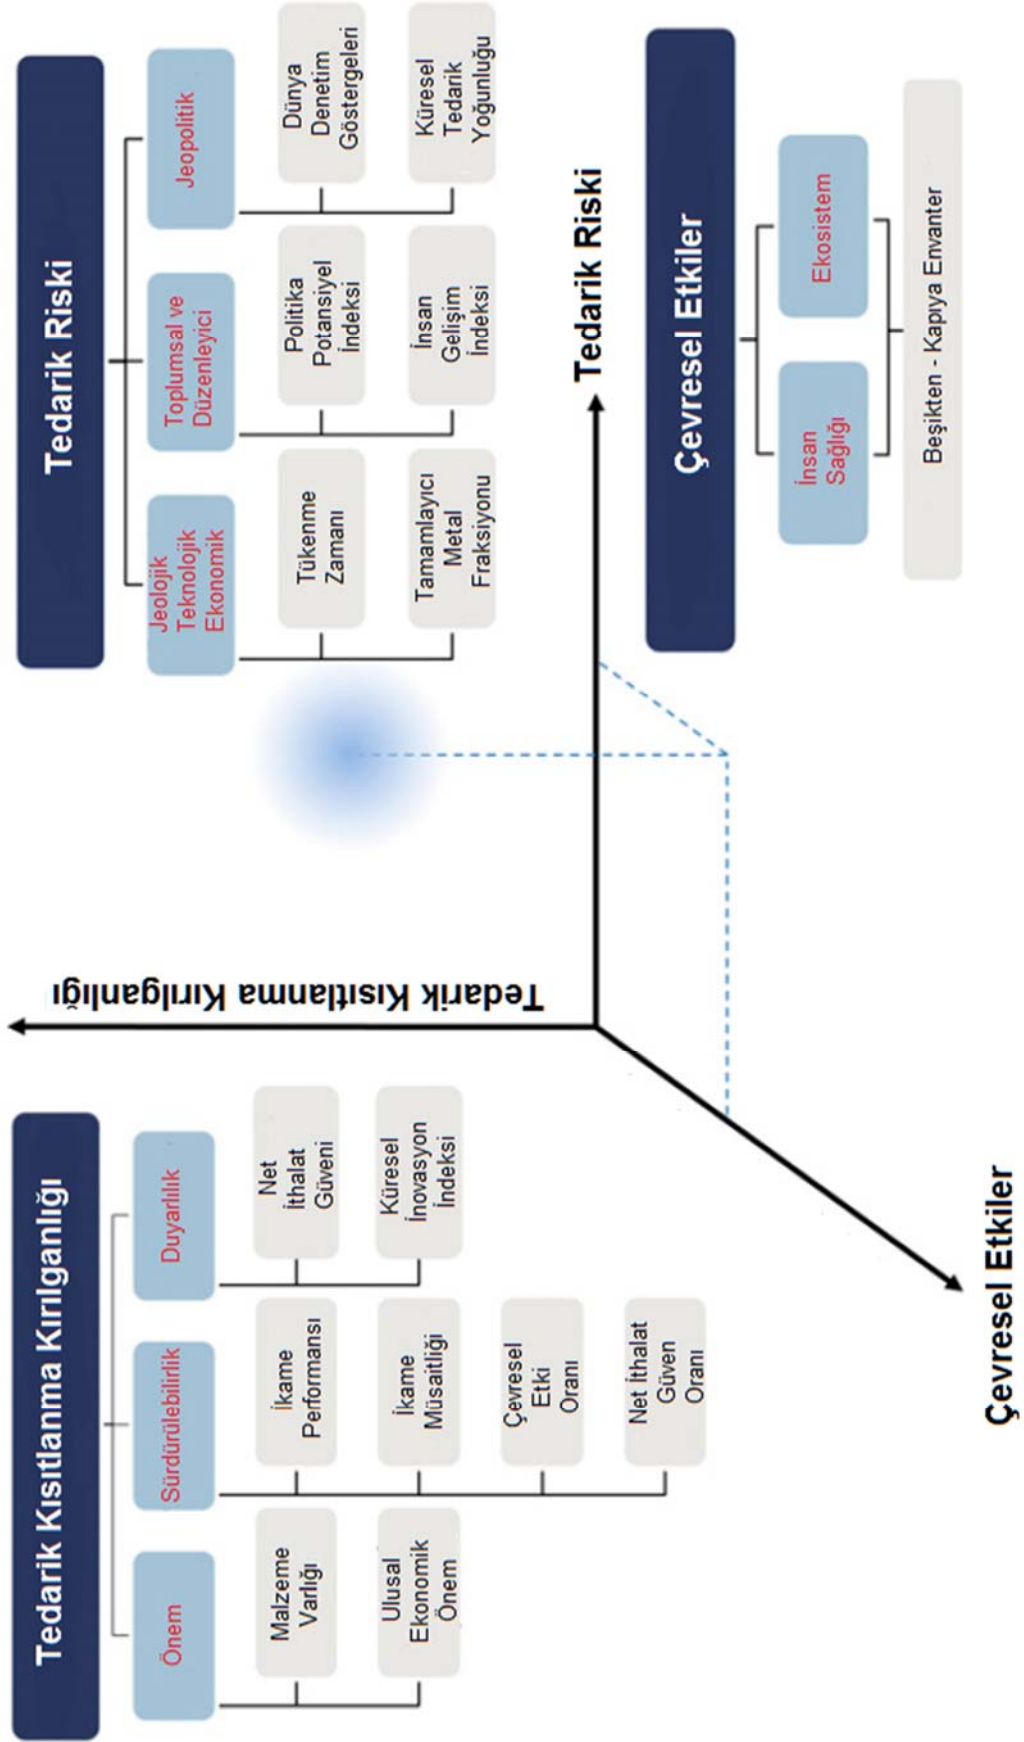 Tedarik Kısıtlanma Kırılganlığı
Önem
Sürdürülebilirlik
Duyarlılık
Malzeme
Varlığı
Ulusal
Ekonomik
Önem
İkame
Performansı
İkame
Müsaitliği
Çevresel
Etki
Oranı
Net İthalat
Güven
Oranı
Net
İthalat
Güveni
Küresel
İnovasyon
İndeksi
Tedarik Kısıtlanma Kırılganlığı
Tedarik Riski
Jeolojik
Teknolojik
Ekonomik
Toplumsal ve
Düzenleyici
Jeopolitik
Tükenme
Zamanı
Tamamlayıcı
Metal
Fraksiyonu
Politika
Potansiyel
İndeksi
İnsan
Gelişim
İndeksi
Dünya
Denetim
Göstergeleri
Küresel
Tedarik
Yoğunluğu
Tedarik Riski
Çevresel Etkiler
İnsan
Sağlığı
Ekosistem
Beşikten - Kapıya Envanter
Çevresel Etkiler